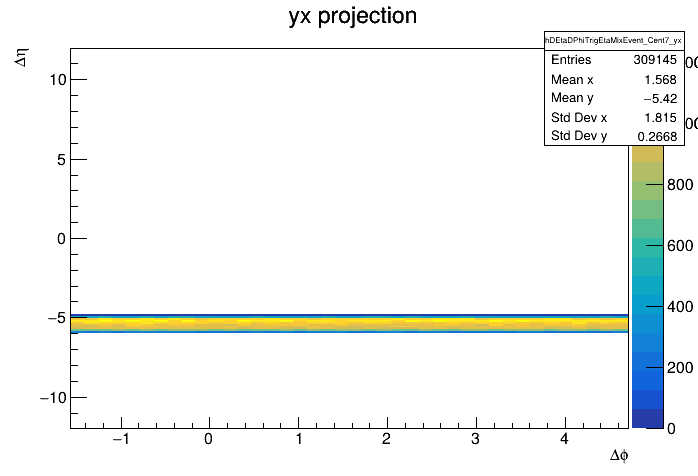 yx projection
hDEtaDPhiTrigEtaMixEvent_Cent7_yx
Entries 309145
Mean x 1.568
Mean y −5.42
Std Dev x 1.815
Std Dev y 0.2668
Δη
10
5
0
−5
−10
−1 0 1 2 3 4
Δϕ
800
600
400
200
0